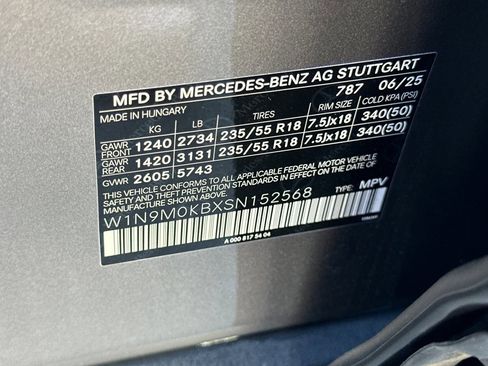 MFD BY MERCEDES-BENZ AG STUTTGART
787 06/25
MADE IN HUNGARY
KG LB TIRES RIM SIZE COLD KPA(PSI)
GAWR FRONT 1240 2734 235/55 R18 7.5Jx18 340(50)
GAWR REAR 1420 3131 235/55 R18 7.5Jx18 340(50)
GVWR 2605 5743
THIS VEHICLE CONFORMS TO ALL APPLICABLE FEDERAL MOTOR VEHICLE
SAFETY STANDARDS AND THEFT PREVENTION STANDARDS
IN EFFECT ON THE DATE OF MANUFACTURE SHOWN ABOVE.
W1N9M0KBXSN152568 TYPE: MPV
A 000 817 54 04